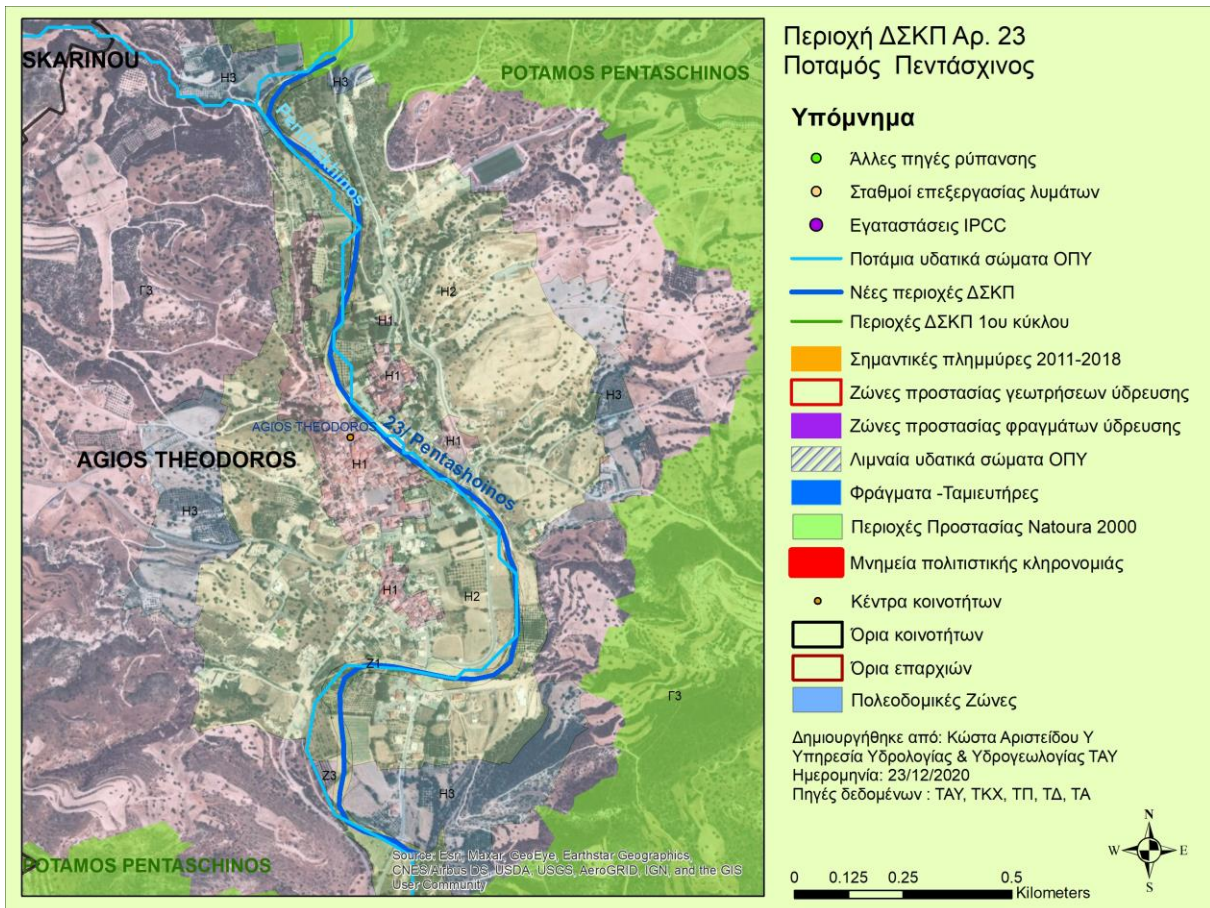 SKARINOU
H3
H3
POTAMOS PENTASCHINOS
Pentaskhinos
Γ3
H2
H1
H1
H3
AGIOS THEODOROS
H1
23/ Pentashoinos
AGIOS THEODOROS
H1
H3
H1
H2
Z1
Γ3
Z3
H3
POTAMOS PENTASCHINOS
Source: Esri, Maxar, GeoEye, Earthstar Geographics,
CNES/Airbus DS, USDA, USGS, AeroGRID, IGN, and the GIS
User Community
Περιοχή ΔΣΚΠ Αρ. 23
Ποταμός Πεντάσχινος
Υπόμνημα
Άλλες πηγές ρύπανσης
Σταθμοί επεξεργασίας λυμάτων
Εγαταστάσεις IPCC
Ποτάμια υδατικά σώματα ΟΠΥ
Νέες περιοχές ΔΣΚΠ
Περιοχές ΔΣΚΠ 1ου κύκλου
Σημαντικές πλημμύρες 2011-2018
Ζώνες προστασίας γεωτρήσεων ύδρευσης
Ζώνες προστασίας φραγμάτων ύδρευσης
Λιμναία υδατικά σώματα ΟΠΥ
Φράγματα -Ταμιευτήρες
Περιοχές Προστασίας Natoura 2000
Μνημεία πολιτιστικής κληρονομιάς
Κέντρα κοινοτήτων
Όρια κοινοτήτων
Όρια επαρχιών
Πολεοδομικές Ζώνες
Δημιουργήθηκε από: Κώστα Αριστείδου Υ
Υπηρεσία Υδρολογίας & Υδρογεωλογίας ΤΑΥ
Ημερομηνία: 23/12/2020
Πηγές δεδομένων : ΤΑΥ, ΤΚΧ, ΤΠ, ΤΔ, ΤΑ
N
W E
S
0 0.125 0.25 0.5
Kilometers